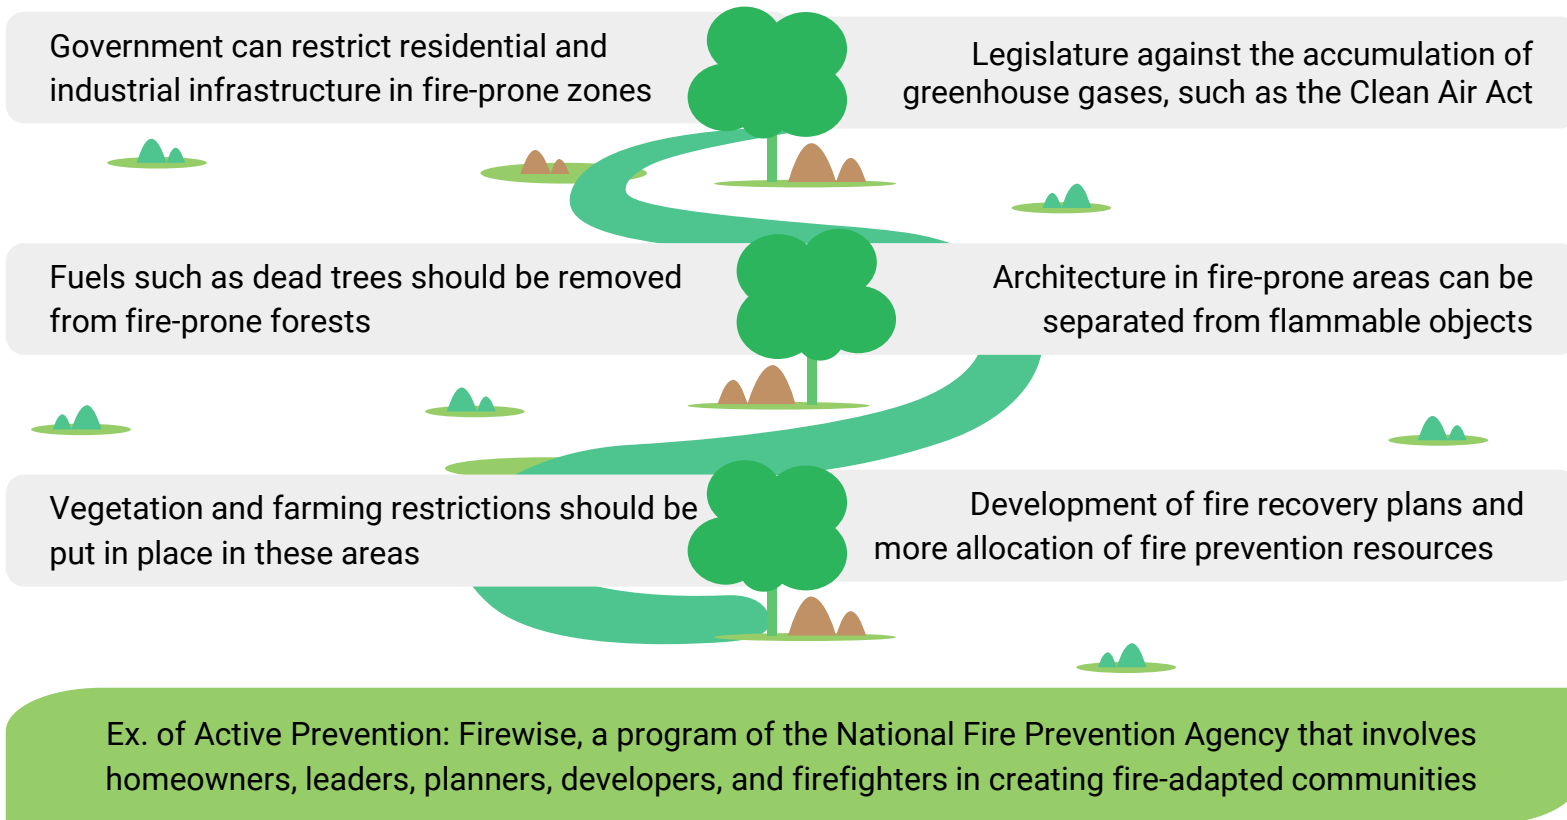 Government can restrict residential and
industrial infrastructure in fire-prone zones
Legislature against the accumulation of
greenhouse gases, such as the Clean Air Act
Fuels such as dead trees should be removed
from fire-prone forests
Architecture in fire-prone areas can be
separated from flammable objects
Vegetation and farming restrictions should be
put in place in these areas
Development of fire recovery plans and
more allocation of fire prevention resources
Ex. of Active Prevention: Firewise, a program of the National Fire Prevention Agency that involves
homeowners, leaders, planners, developers, and firefighters in creating fire-adapted communities